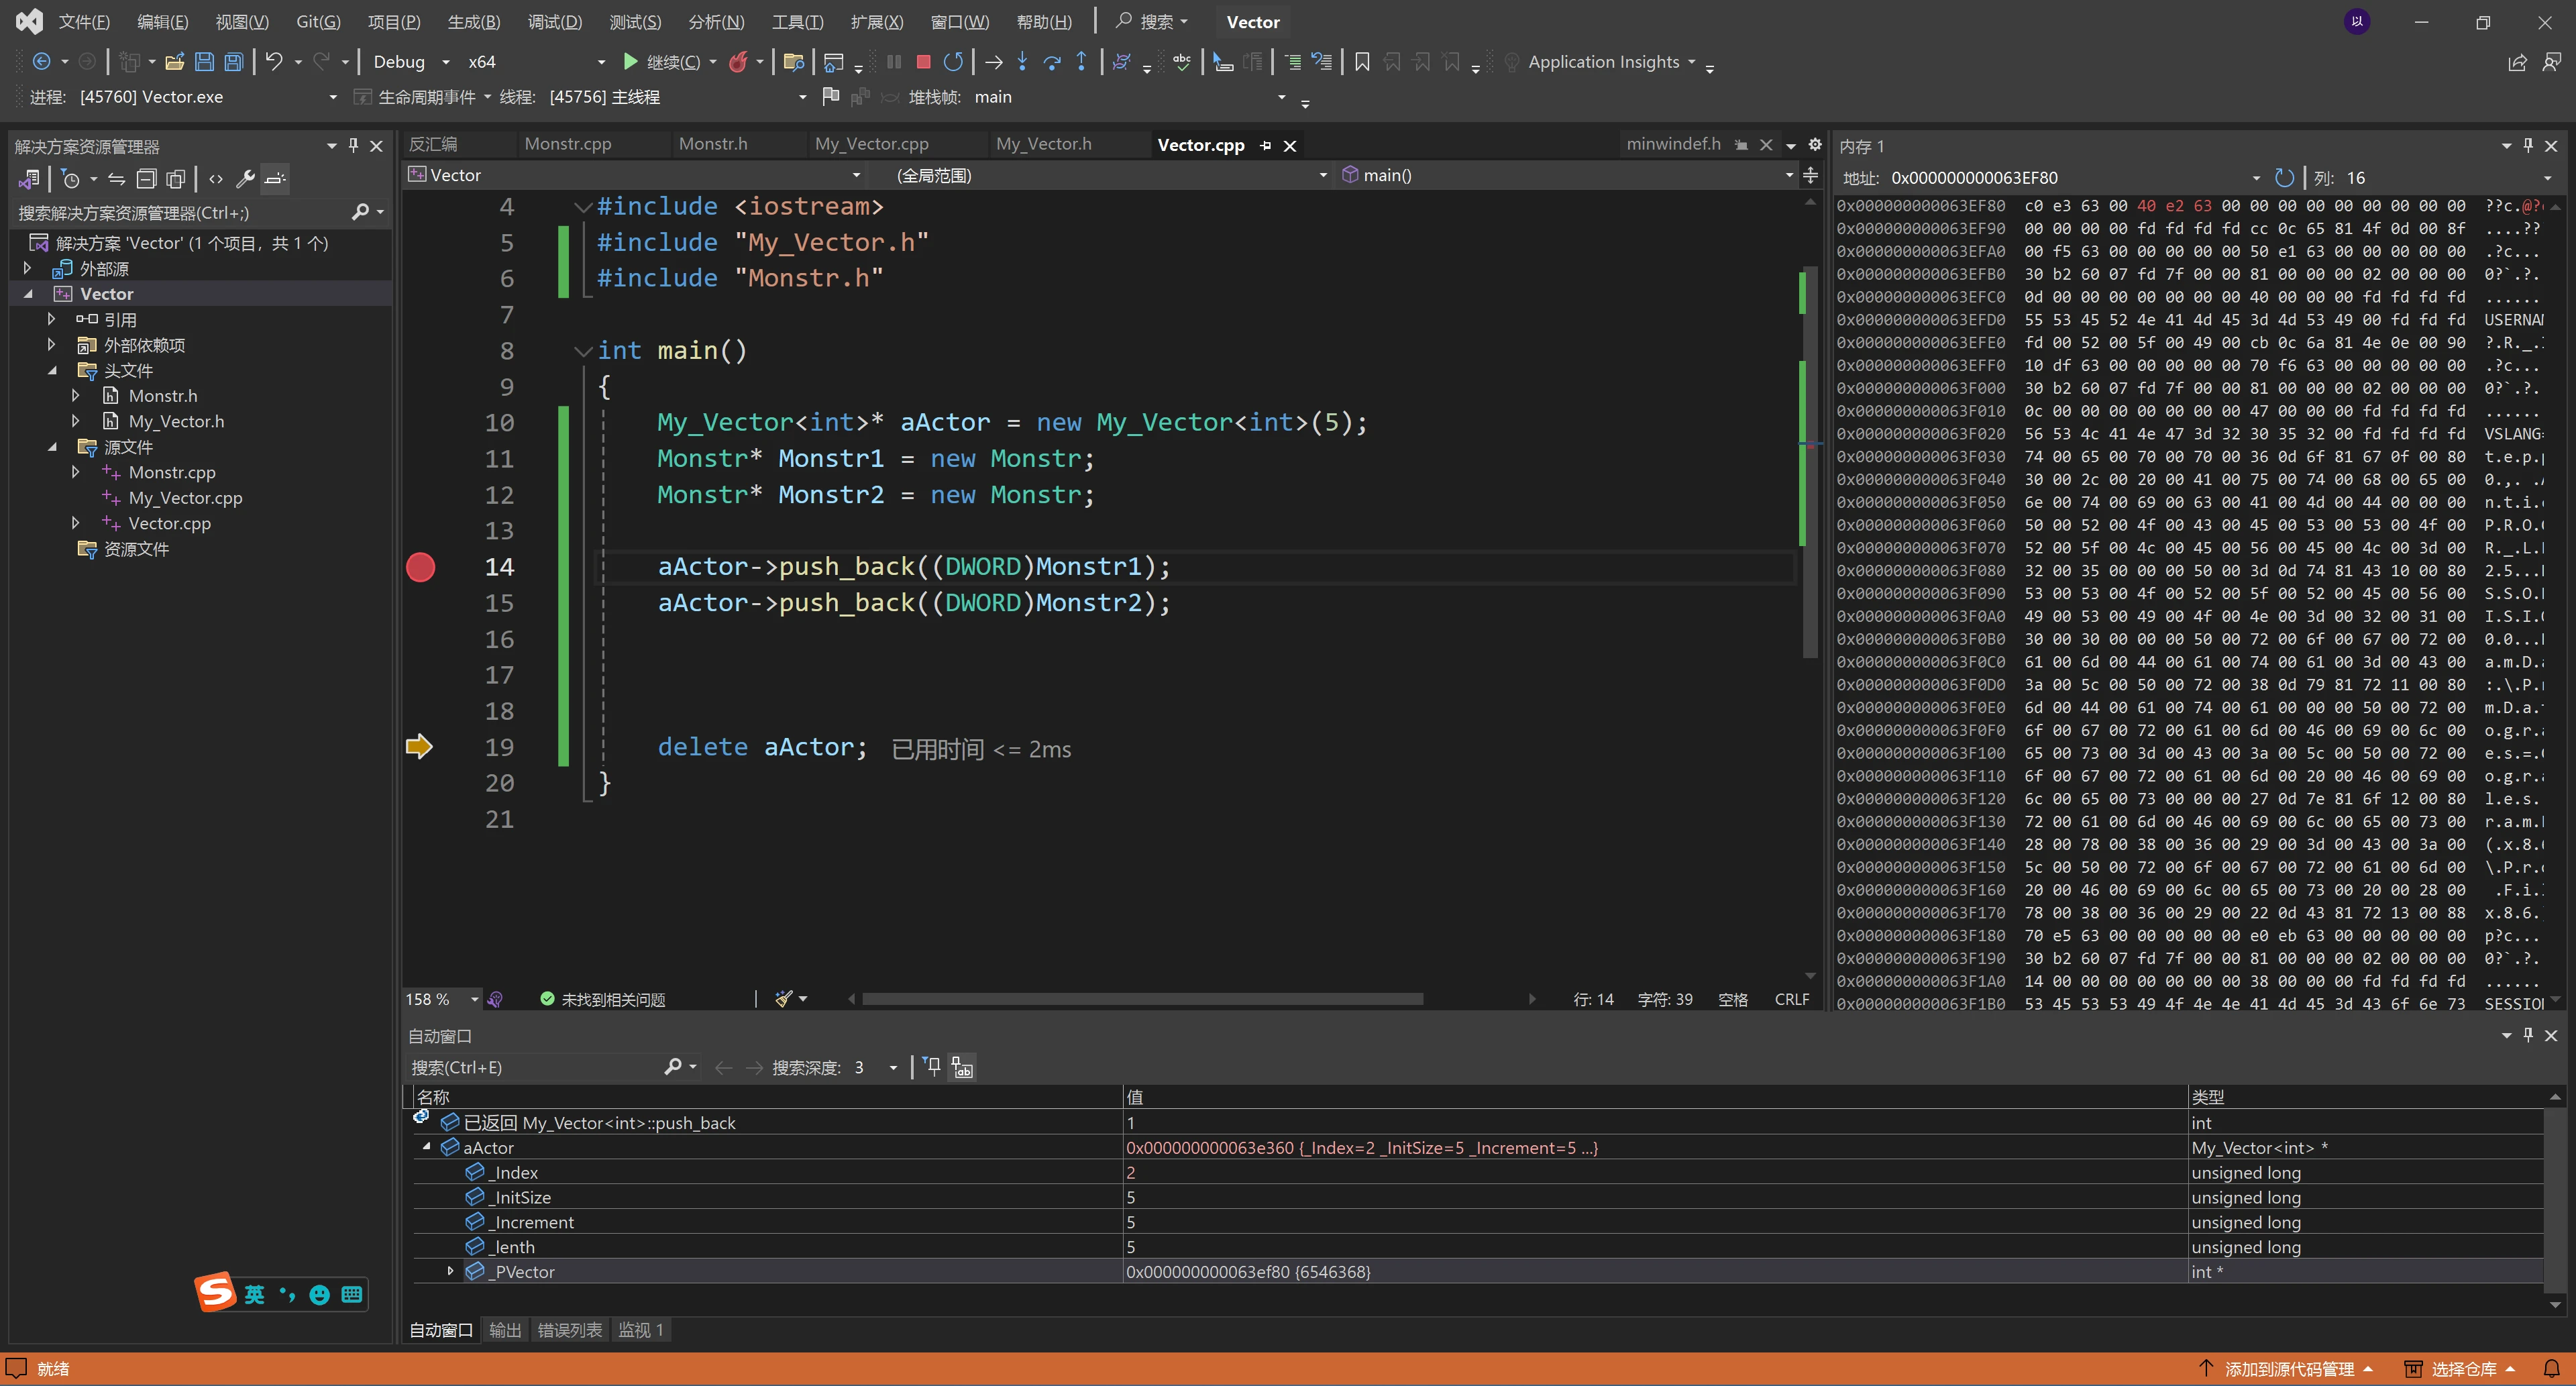 文件(F) 编辑(E) 视图(V) Git(G) 项目(P) 生成(B) 调试(D) 测试(S) 分析(N) 工具(T) 扩展(X) 窗口(W) 帮助(H) 搜索 Vector 以
Debug x64 继续(C) Application Insights
进程: [45760] Vector.exe 生命周期事件 线程: [45756] 主线程 堆栈帧: main
解决方案资源管理器
搜索解决方案资源管理器(Ctrl+;)
解决方案 'Vector' (1 个项目，共 1 个)
外部源
Vector
引用
外部依赖项
头文件
Monstr.h
My_Vector.h
源文件
Monstr.cpp
My_Vector.cpp
Vector.cpp
资源文件
反汇编 Monstr.cpp Monstr.h My_Vector.cpp My_Vector.h Vector.cpp minwindef.h
Vector (全局范围) main()
4 #include <iostream>
5 #include "My_Vector.h"
6 #include "Monstr.h"
7
8 int main()
9 {
10 My_Vector<int>* aActor = new My_Vector<int>(5);
11 Monstr* Monstr1 = new Monstr;
12 Monstr* Monstr2 = new Monstr;
13
14 aActor->push_back((DWORD)Monstr1);
15 aActor->push_back((DWORD)Monstr2);
16
17
18
19 delete aActor; 已用时间 <= 2ms
20 }
21
158 % 未找到相关问题 行: 14 字符: 39 空格 CRLF
内存 1
地址: 0x000000000063EF80 列: 16
0x000000000063EF80 c0 e3 63 00 40 e2 63 00 00 00 00 00 00 00 00 00 ??c.@?
0x000000000063EF90 00 00 00 00 fd fd fd fd cc 0c 65 81 4f 0d 00 8f ....??
0x000000000063EFA0 00 f5 63 00 00 00 00 00 50 e1 63 00 00 00 00 00 .?c...
0x000000000063EFB0 30 b2 60 07 fd 7f 00 00 81 00 00 00 02 00 00 00 0?`.?.
0x000000000063EFC0 0d 00 00 00 00 00 00 00 40 00 00 00 fd fd fd fd ......
0x000000000063EFD0 55 53 45 52 4e 41 4d 45 3d 4d 53 49 00 fd fd fd USERNA
0x000000000063EFE0 fd 00 52 00 5f 00 49 00 cb 0c 6a 81 4e 0e 00 90 ?.R._.
0x000000000063EFF0 10 df 63 00 00 00 00 00 70 f6 63 00 00 00 00 00 .?c...
0x000000000063F000 30 b2 60 07 fd 7f 00 00 81 00 00 00 02 00 00 00 0?`.?.
0x000000000063F010 0c 00 00 00 00 00 00 00 47 00 00 00 fd fd fd fd ......
0x000000000063F020 56 53 4c 41 4e 47 3d 32 30 35 32 00 fd fd fd fd VSLANG=
0x000000000063F030 74 00 65 00 70 00 70 00 36 0d 6f 81 67 0f 00 80 t.e.p.p
0x000000000063F040 30 00 2c 00 20 00 41 00 75 00 74 00 68 00 65 00 0.,. .
0x000000000063F050 6e 00 74 00 69 00 63 00 41 00 4d 00 44 00 00 00 n.t.i.
0x000000000063F060 50 00 52 00 4f 00 43 00 45 00 53 00 53 00 4f 00 P.R.O.
0x000000000063F070 52 00 5f 00 4c 00 45 00 56 00 45 00 4c 00 3d 00 R._.L.
0x000000000063F080 32 00 35 00 00 00 50 00 3d 0d 74 81 43 10 00 80 2.5...
0x000000000063F090 53 00 53 00 4f 00 52 00 5f 00 52 00 45 00 56 00 S.S.O.
0x000000000063F0A0 49 00 53 00 49 00 4f 00 4e 00 3d 00 32 00 31 00 I.S.I.
0x000000000063F0B0 30 00 30 00 00 00 50 00 72 00 6f 00 67 00 72 00 0.0...
0x000000000063F0C0 61 00 6d 00 44 00 61 00 74 00 61 00 3d 00 43 00 a.m.D.
0x000000000063F0D0 3a 00 5c 00 50 00 72 00 38 0d 79 81 72 11 00 80 :.\.P.
0x000000000063F0E0 6d 00 44 00 61 00 74 00 61 00 00 00 50 00 72 00 m.D.a.
0x000000000063F0F0 6f 00 67 00 72 00 61 00 6d 00 46 00 69 00 6c 00 o.g.r.
0x000000000063F100 65 00 73 00 3d 00 43 00 3a 00 5c 00 50 00 72 00 e.s.=.
0x000000000063F110 6f 00 67 00 72 00 61 00 6d 00 20 00 46 00 69 00 o.g.r.
0x000000000063F120 6c 00 65 00 73 00 00 00 27 0d 7e 81 6f 12 00 80 l.e.s.
0x000000000063F130 72 00 61 00 6d 00 46 00 69 00 6c 00 65 00 73 00 r.a.m.
0x000000000063F140 28 00 78 00 38 00 36 00 29 00 3d 00 43 00 3a 00 (.x.8.
0x000000000063F150 5c 00 50 00 72 00 6f 00 67 00 72 00 61 00 6d 00 \.P.r.
0x000000000063F160 20 00 46 00 69 00 6c 00 65 00 73 00 20 00 28 00 .F.i.
0x000000000063F170 78 00 38 00 36 00 29 00 22 0d 43 81 72 13 00 88 x.8.6.
0x000000000063F180 70 e5 63 00 00 00 00 00 e0 eb 63 00 00 00 00 00 p?c...
0x000000000063F190 30 b2 60 07 fd 7f 00 00 81 00 00 00 02 00 00 00 0?`.?.
0x000000000063F1A0 14 00 00 00 00 00 00 00 38 00 00 00 fd fd fd fd ......
0x000000000063F1B0 53 45 53 53 49 4f 4e 4e 41 4d 45 3d 43 6f 6e 73 SESSIO
自动窗口
搜索(Ctrl+E) 搜索深度: 3
名称 值 类型
已返回 My_Vector<int>::push_back 1 int
aActor 0x000000000063e360 {_Index=2 _InitSize=5 _Increment=5 ...} My_Vector<int> *
_Index 2 unsigned long
_InitSize 5 unsigned long
_Increment 5 unsigned long
_lenth 5 unsigned long
_PVector 0x000000000063ef80 {6546368} int *
S 英
自动窗口 输出 错误列表 监视 1
就绪 添加到源代码管理 选择仓库